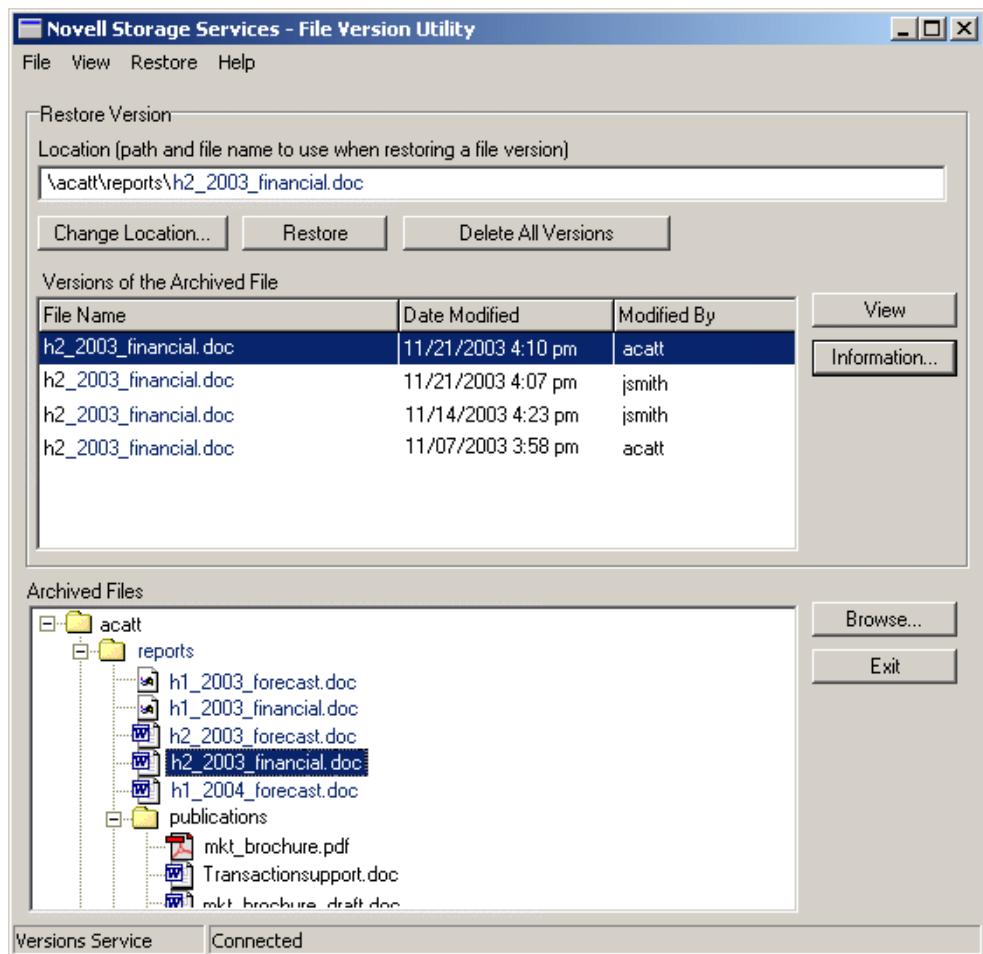 Novell Storage Services - File Version Utility
File View Restore Help
Restore Version
Location (path and file name to use when restoring a file version)
\acatt\reports\h2_2003_financial.doc
Change Location... Restore Delete All Versions
Versions of the Archived File
File Name Date Modified Modified By
View
h2_2003_financial.doc 11/21/2003 4:10 pm acatt
Information...
h2_2003_financial.doc 11/21/2003 4:07 pm jsmith
h2_2003_financial.doc 11/14/2003 4:23 pm jsmith
h2_2003_financial.doc 11/07/2003 3:58 pm acatt
Archived Files
acatt
Browse...
reports
Exit
h1_2003_forecast.doc
h1_2003_financial.doc
h2_2003_forecast.doc
h2_2003_financial.doc
h1_2004_forecast.doc
publications
mkt_brochure.pdf
Transactionsupport.doc
mkt_brochure_draft.doc
Versions Service Connected